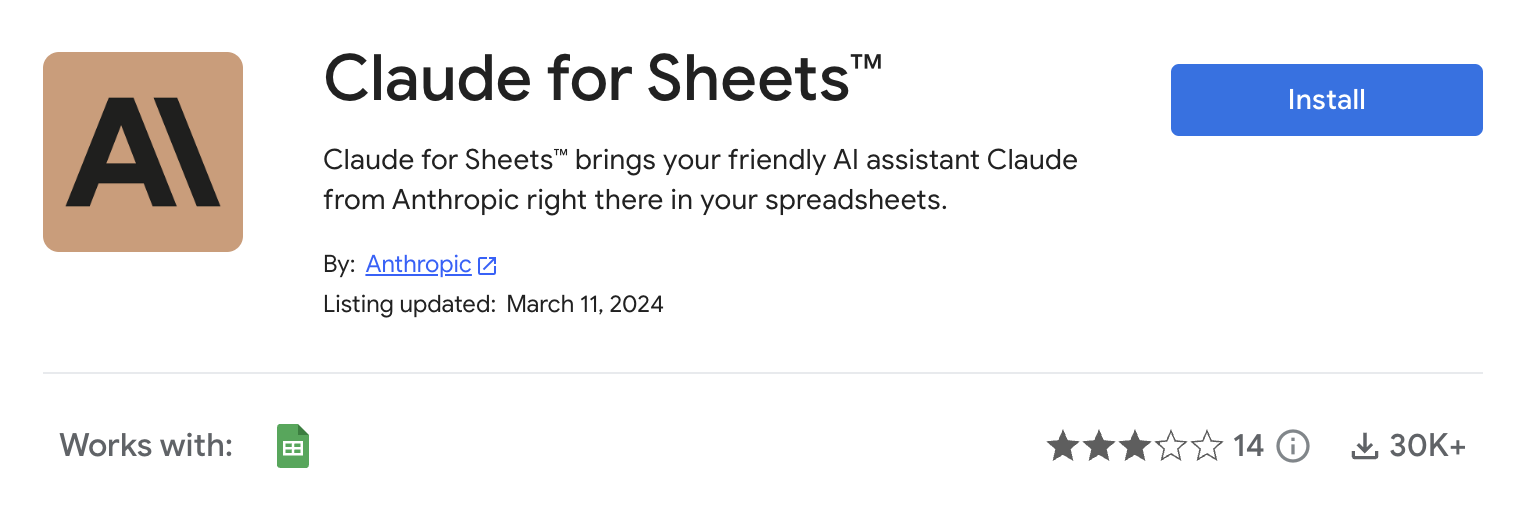 Claude for Sheets™
Install
Claude for Sheets™ brings your friendly AI assistant Claude
from Anthropic right there in your spreadsheets.
By: Anthropic
Listing updated: March 11, 2024
Works with:
14
30K+